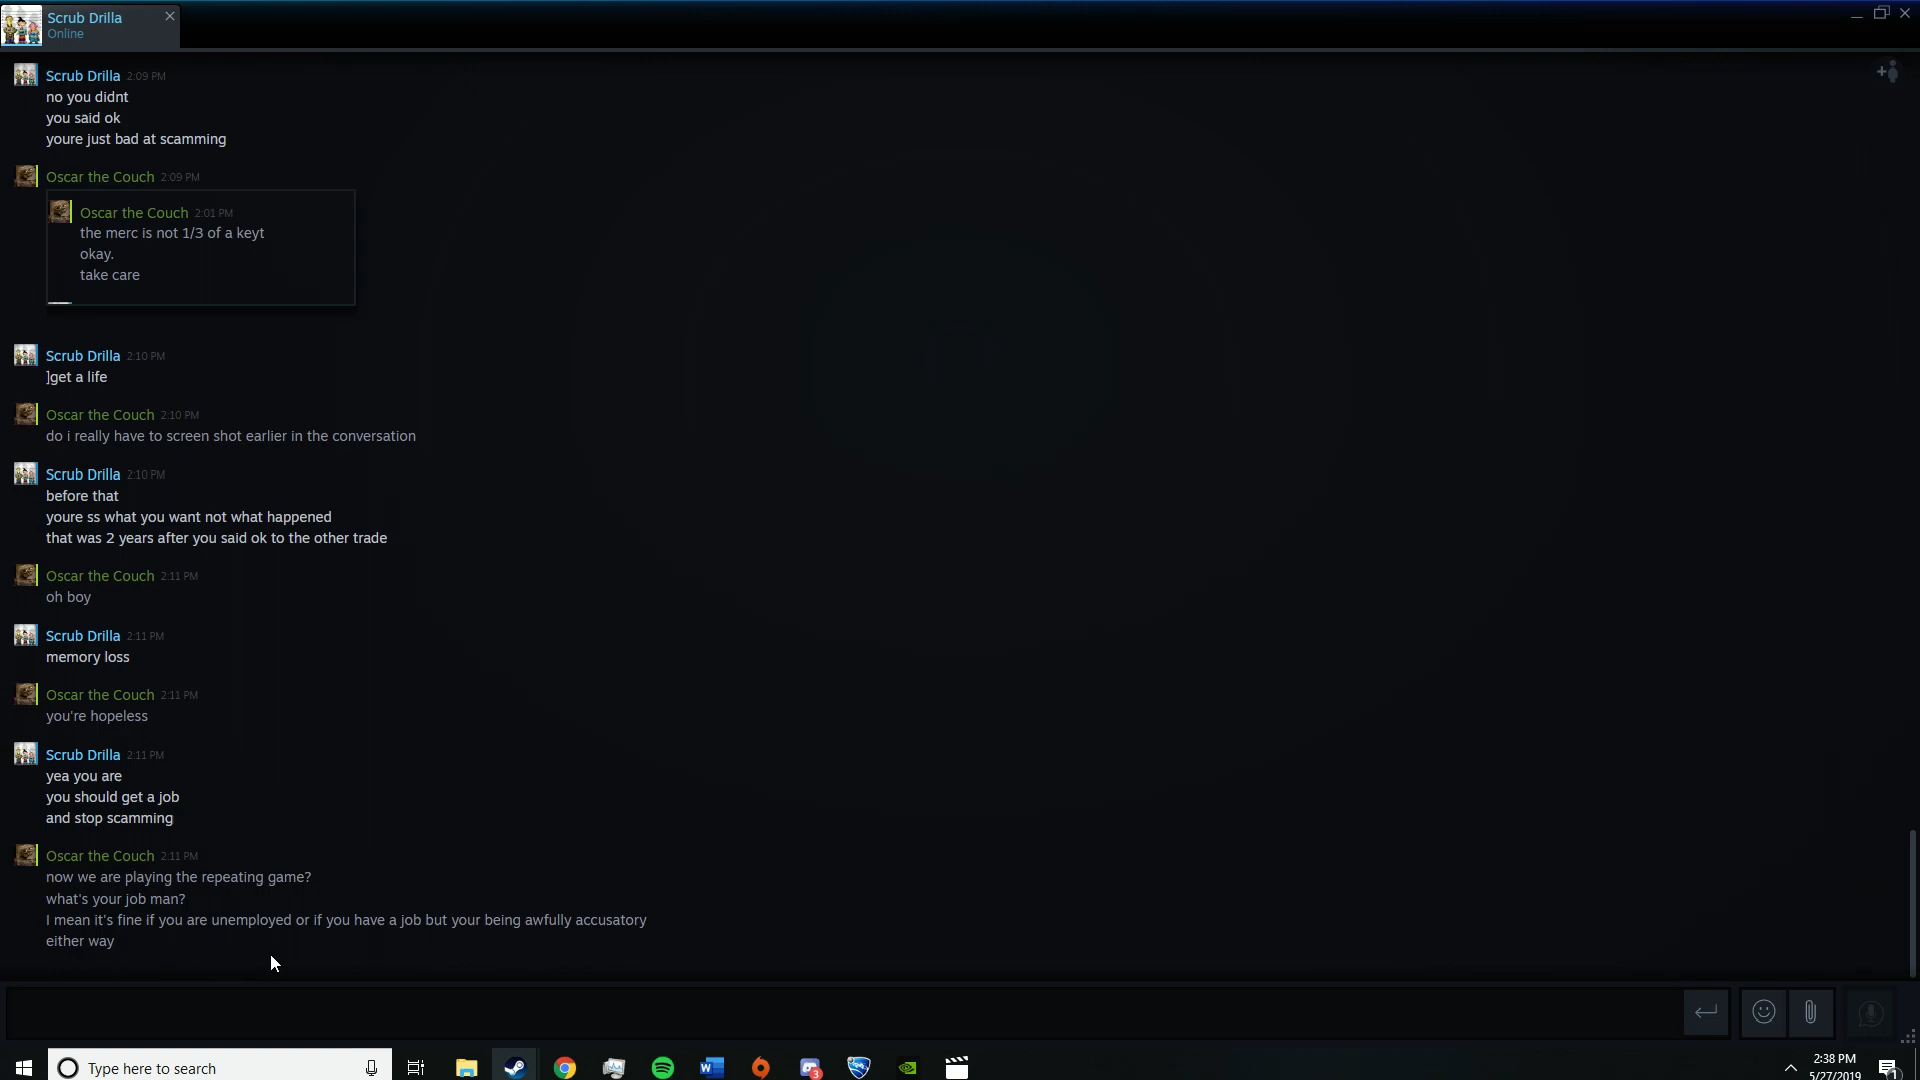 Scrub Drilla
Online
Scrub Drilla 2:09 PM
no you didnt
you said ok
youre just bad at scamming
Oscar the Couch 2:09 PM
Oscar the Couch 2:01 PM
the merc is not 1/3 of a keyt
okay.
take care
Scrub Drilla 2:10 PM
]get a life
Oscar the Couch 2:10 PM
do i really have to screen shot earlier in the conversation
Scrub Drilla 2:10 PM
before that
youre ss what you want not what happened
that was 2 years after you said ok to the other trade
Oscar the Couch 2:11 PM
oh boy
Scrub Drilla 2:11 PM
memory loss
Oscar the Couch 2:11 PM
you're hopeless
Scrub Drilla 2:11 PM
yea you are
you should get a job
and stop scamming
Oscar the Couch 2:11 PM
now we are playing the repeating game?
what's your job man?
I mean it's fine if you are unemployed or if you have a job but your being awfully accusatory
either way
Type here to search
W
3
2:38 PM
5/27/2019
1